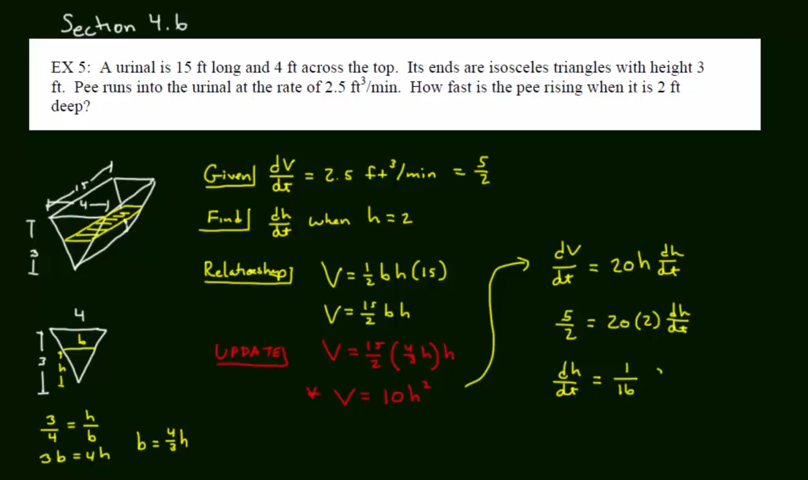 Section 4.6
EX 5: A urinal is 15 ft long and 4 ft across the top. Its ends are isosceles triangles with height 3
ft. Pee runs into the urinal at the rate of 2.5 ft³/min. How fast is the pee rising when it is 2 ft
deep?
15
4
3
Given dV/dt = 2.5 ft³/min = 5/2
Find dh/dt when h=2
Relationship V = 1/2 bh(15)
V = 15/2 bh
UPDATE V = 15/2 (4/3 h) h
* V = 10h²
4
b
3
h
3/4 = h/b
3b = 4h
b = 4/3 h
dV/dt = 20h dh/dt
5/2 = 20(2) dh/dt
dh/dt = 1/16